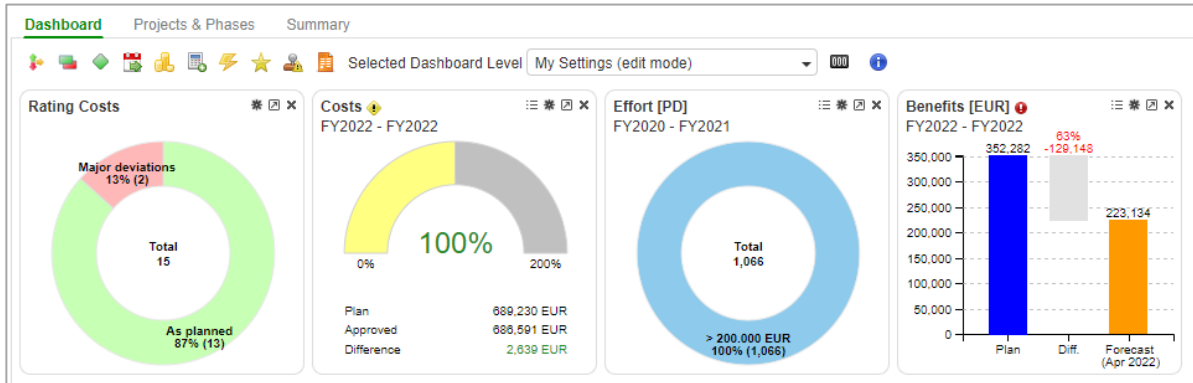 Dashboard Projects & Phases Summary
Selected Dashboard Level My Settings (edit mode)
Rating Costs
Major deviations
13% (2)
Total
15
As planned
87% (13)
Costs
FY2022 - FY2022
100%
0% 200%
Plan 689,230 EUR
Approved 686,591 EUR
Difference 2,639 EUR
Effort [PD]
FY2020 - FY2021
Total
1,066
> 200.000 EUR
100% (1,066)
Benefits [EUR]
FY2022 - FY2022
63%
352,282 -129,148
350,000
300,000
250,000
223,134
200,000
150,000
100,000
50,000
0
Plan Diff. Forecast
(Apr 2022)